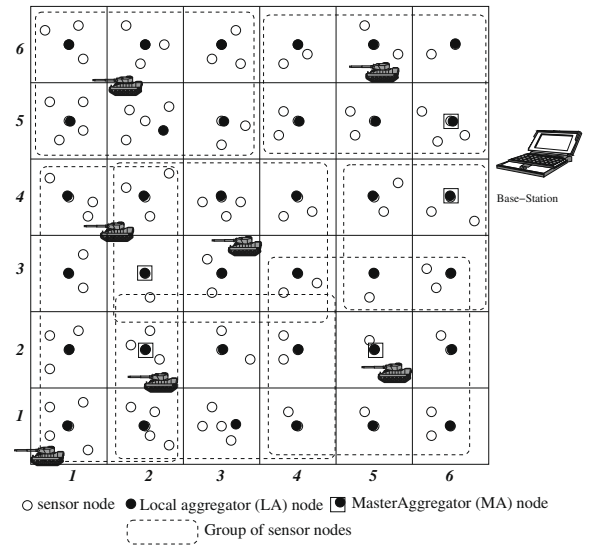 6
5
4
3
2
1
Base-Station
1 2 3 4 5 6
sensor node Local aggregator (LA) node MasterAggregator (MA) node
Group of sensor nodes